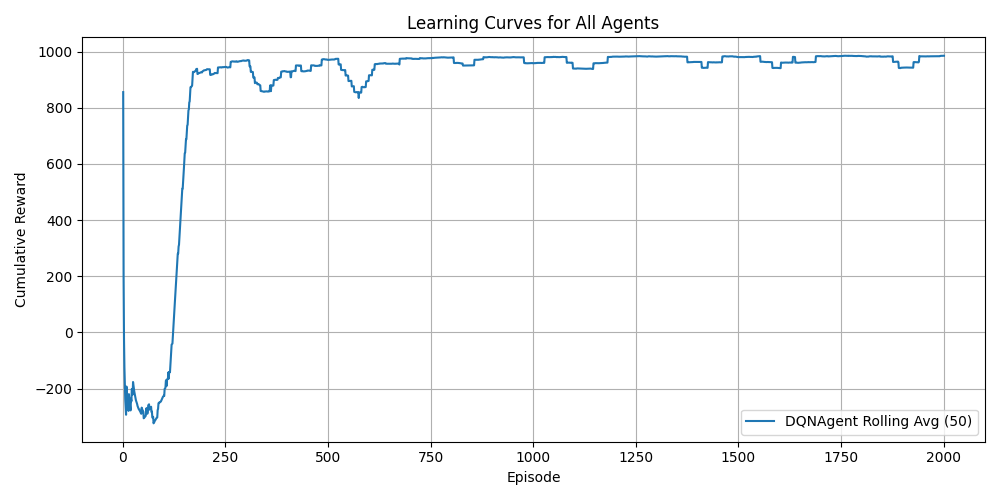 Learning Curves for All Agents
1000
800
600
400
200
0
−200
Cumulative Reward
0 250 500 750 1000 1250 1500 1750 2000
Episode
DQNAgent Rolling Avg (50)